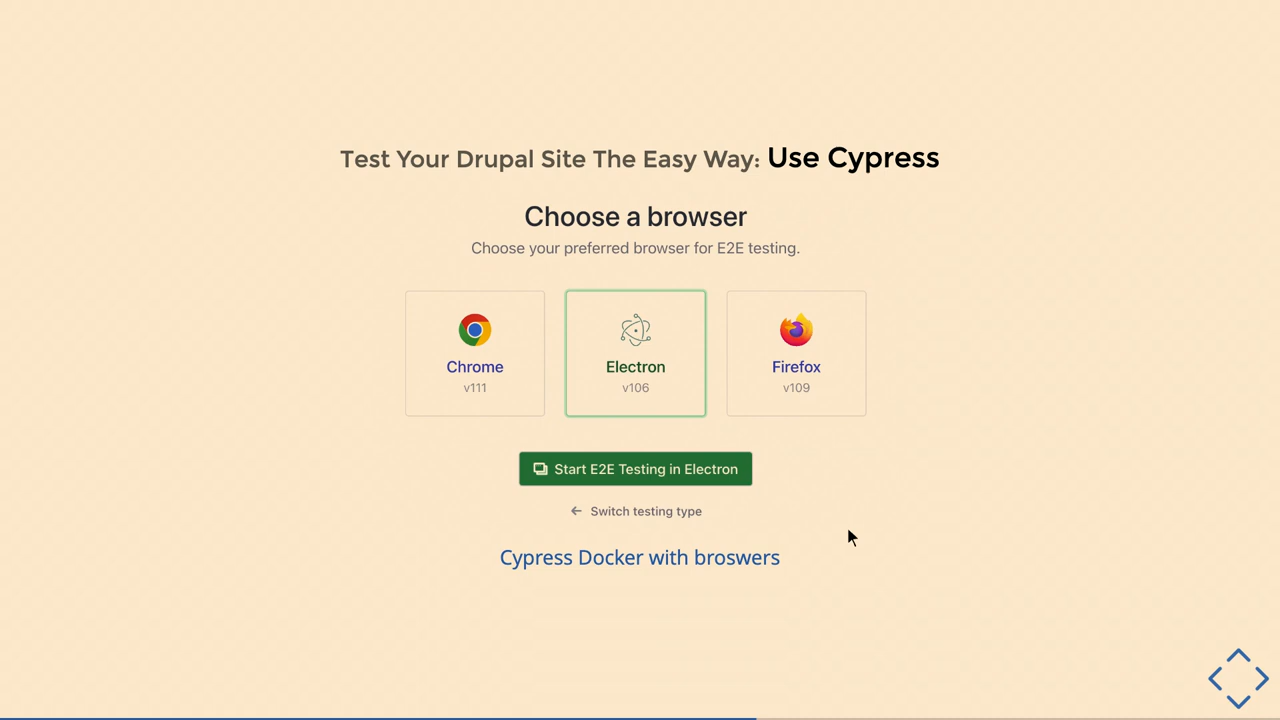 Test Your Drupal Site The Easy Way: Use Cypress
Choose a browser
Choose your preferred browser for E2E testing.
Chrome
v111
Electron
v106
Firefox
v109
Start E2E Testing in Electron
Switch testing type
Cypress Docker with broswers